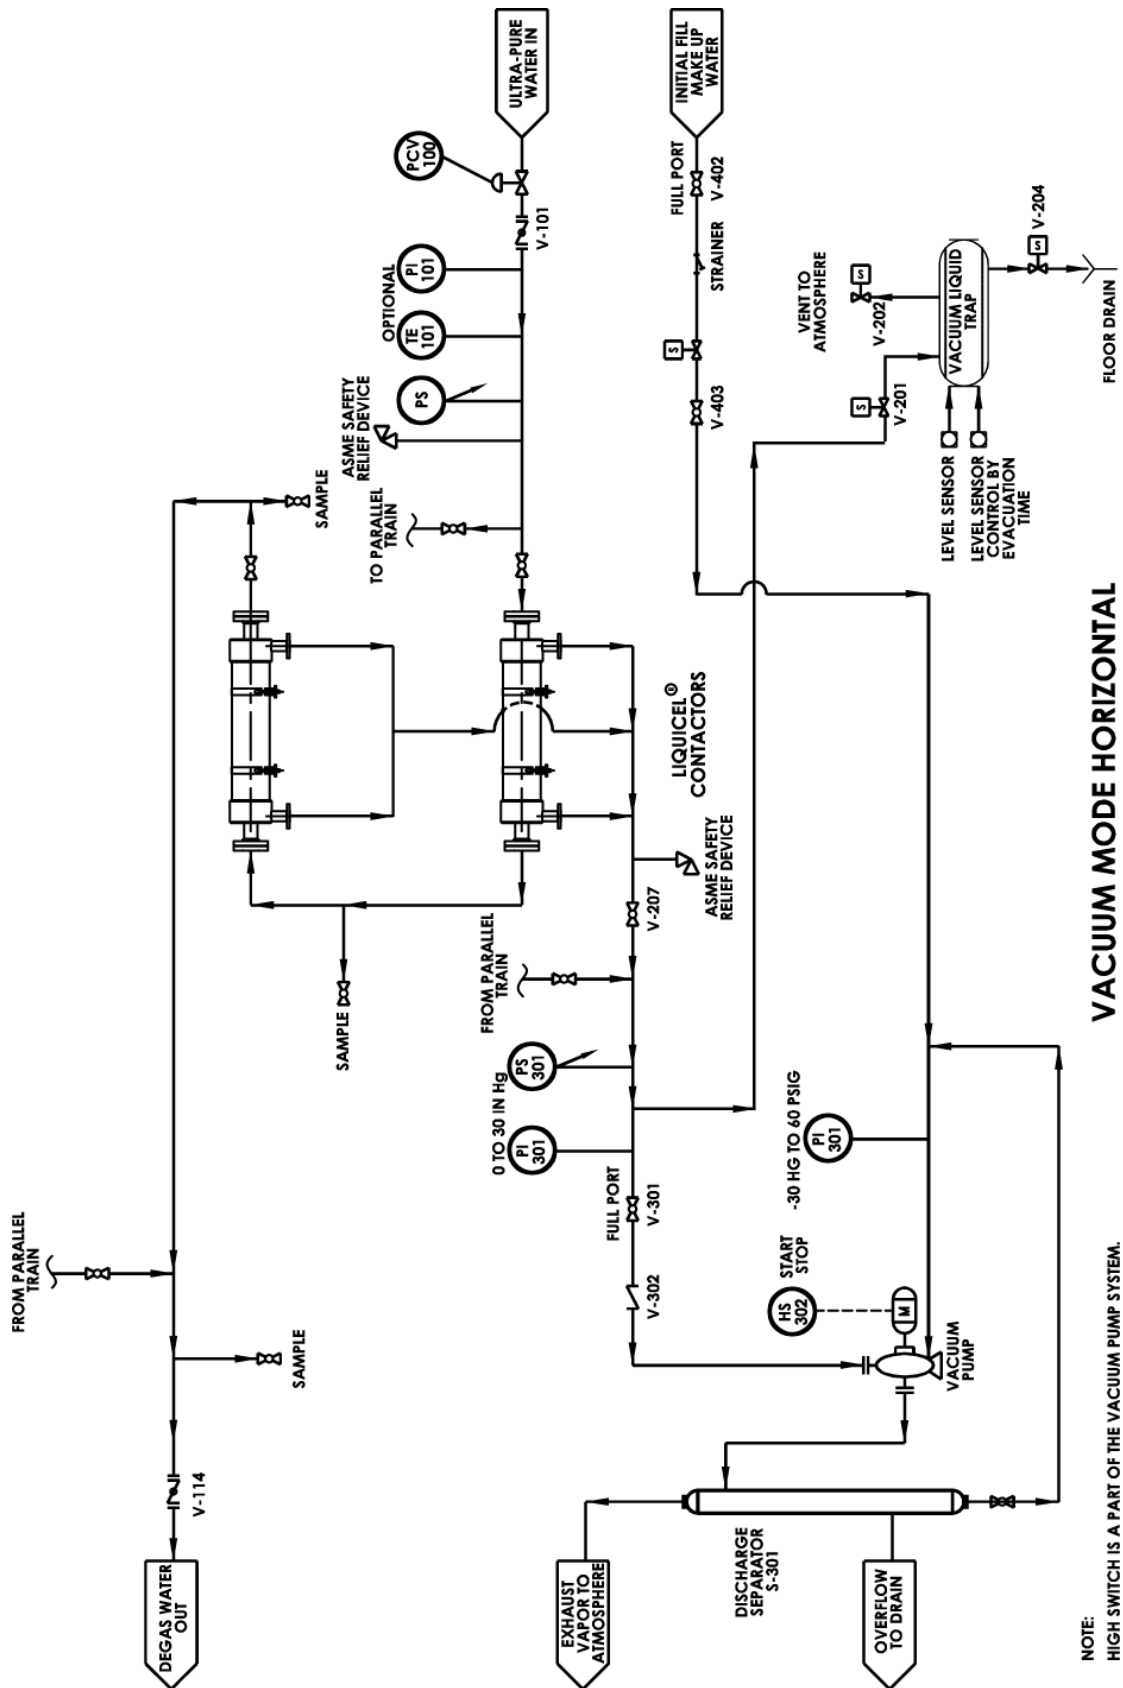 ULTRA-PURE
WATER IN
INITIAL FILL
MAKE UP
WATER
PCV
100
V-101
FULL PORT
V-402
STRAINER
OPTIONAL
PI
101
TE
101
PS
ASME SAFETY
RELIEF DEVICE
TO PARALLEL
TRAIN
SAMPLE
S
V-403
VENT TO
ATMOSPHERE
S
V-202
S
V-201
VACUUM LIQUID
TRAP
S
V-204
FLOOR DRAIN
LEVEL SENSOR
LEVEL SENSOR
CONTROL BY
EVACUATION
TIME
LIQUICEL®
CONTACTORS
ASME SAFETY
RELIEF DEVICE
V-207
SAMPLE
FROM PARALLEL
TRAIN
0 TO 30 IN Hg
PS
301
PI
301
FULL PORT
V-301
V-302
-30 HG TO 60 PSIG
PI
301
START
STOP
HS
302
M
VACUUM
PUMP
FROM PARALLEL
TRAIN
SAMPLE
V-114
DEGAS WATER
OUT
EXHAUST
VAPOR TO
ATMOSPHERE
DISCHARGE
SEPARATOR
S-301
OVERFLOW
TO DRAIN
VACUUM MODE HORIZONTAL
NOTE:
HIGH SWITCH IS A PART OF THE VACUUM PUMP SYSTEM.